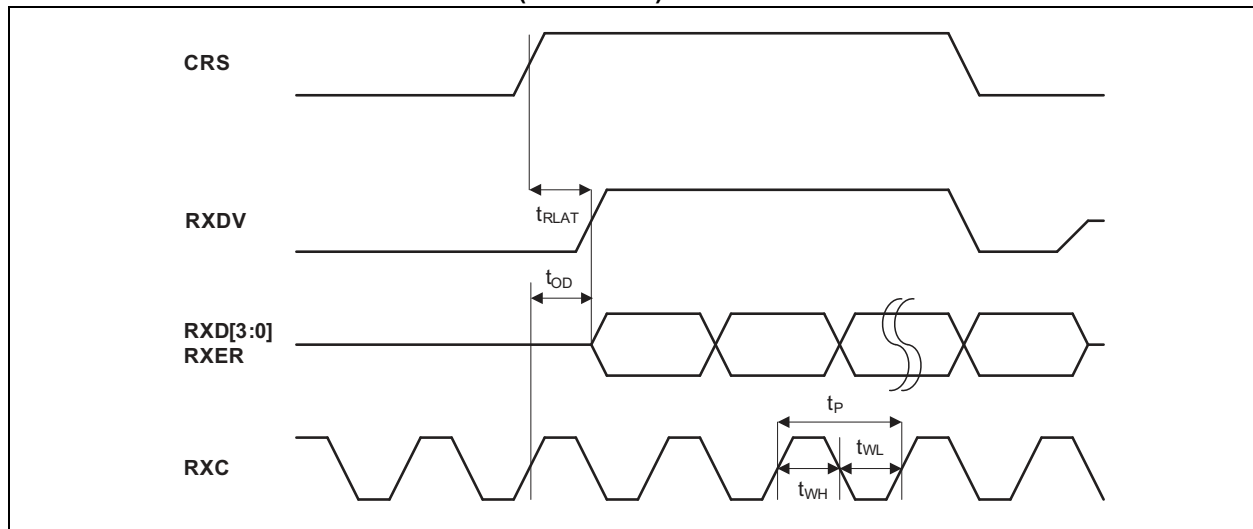 CRS
tRLAT
RXDV
tOD
RXD[3:0]
RXER
tP
RXC
tWL
tWH